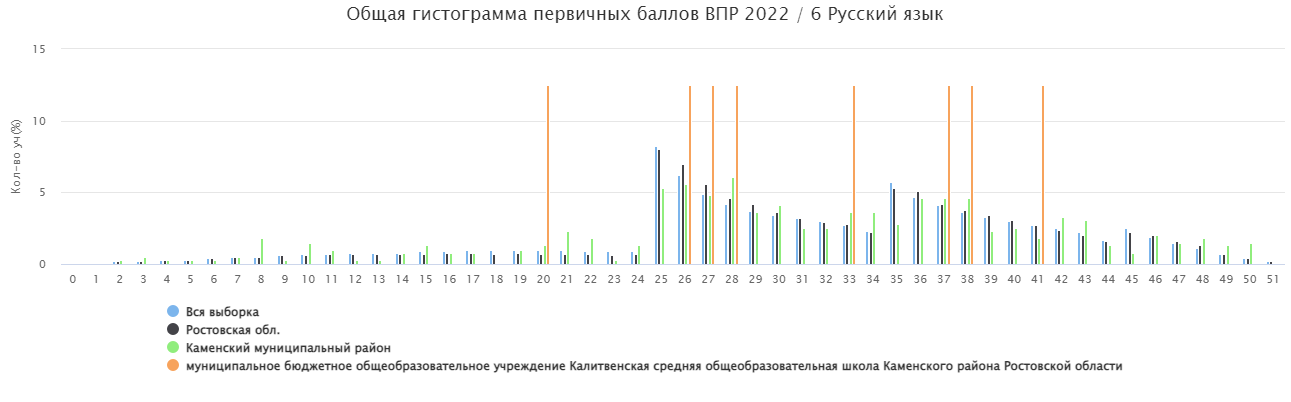 Общая гистограмма первичных баллов ВПР 2022 / 6 Русский язык
15
10
5
0
Кол-во уч(%)
0 1 2 3 4 5 6 7 8 9 10 11 12 13 14 15 16 17 18 19 20 21 22 23 24 25 26 27 28 29 30 31 32 33 34 35 36 37 38 39 40 41 42 43 44 45 46 47 48 49 50 51
Вся выборка
Ростовская обл.
Каменский муниципальный район
муниципальное бюджетное общеобразовательное учреждение Калитвенская средняя общеобразовательная школа Каменского района Ростовской области